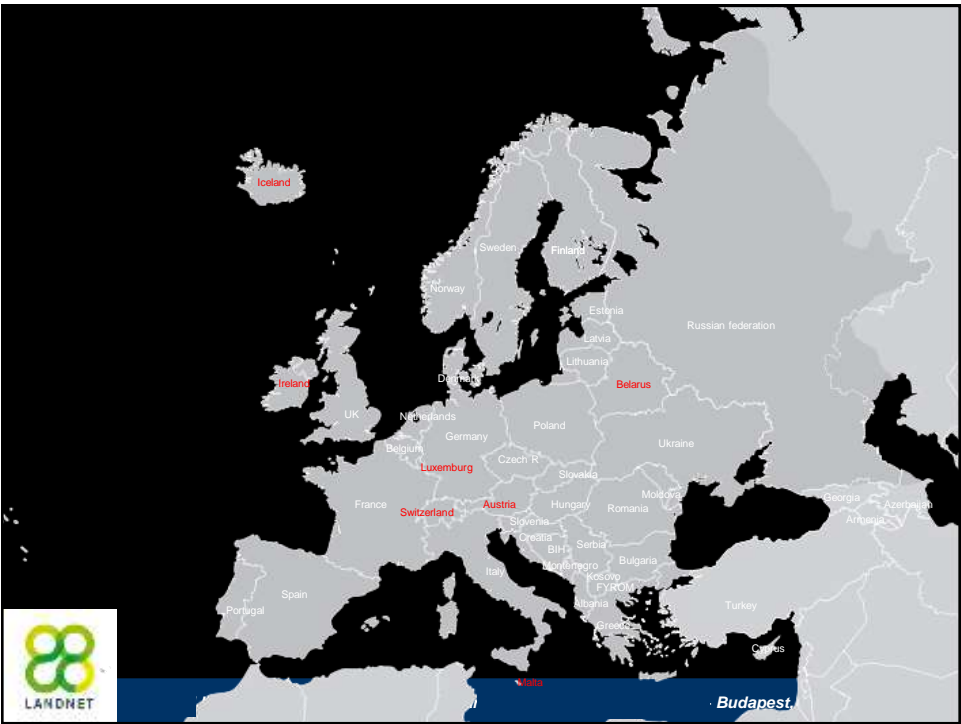 Iceland
Sweden
Finland
Norway
Estonia
Russian federation
Latvia
Lithuania
Denmark
Ireland
Belarus
UK
Netherlands
Poland
Germany
Ukraine
Belgium
Czech R
Luxemburg
Slovakia
Moldova
France
Switzerland
Austria
Hungary
Romania
Georgia
Azerbaijan
Armenia
Slovenia
Croatia
BIH
Serbia
Bulgaria
Montenegro
Italy
Kosovo
FYROM
Spain
Portugal
Albania
Turkey
Greece
Cyprus
Malta
LANDNET
Budapest,